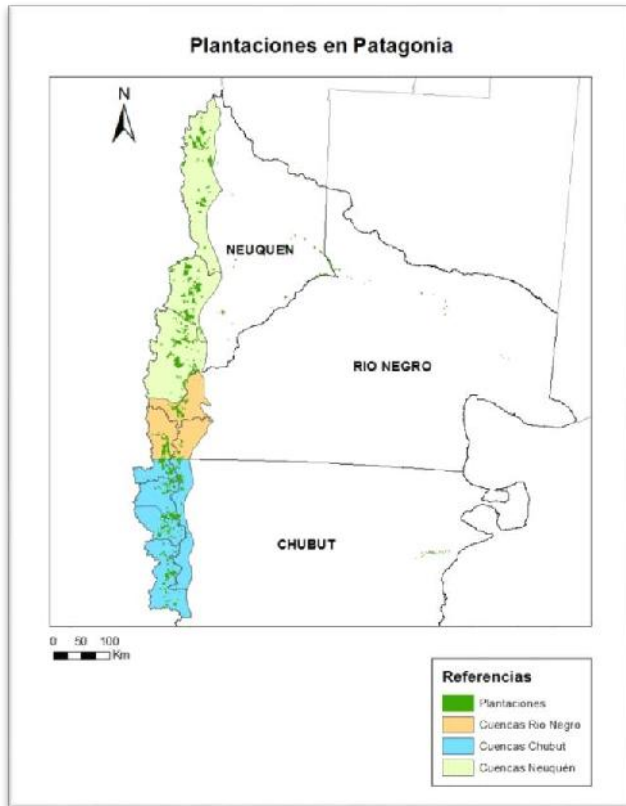 Plantaciones en Patagonia
N
NEUQUEN
RIO NEGRO
CHUBUT
0 50 100
Km
Referencias
Plantaciones
Cuencas Rio Negro
Cuencas Chubut
Cuencas Neuquén